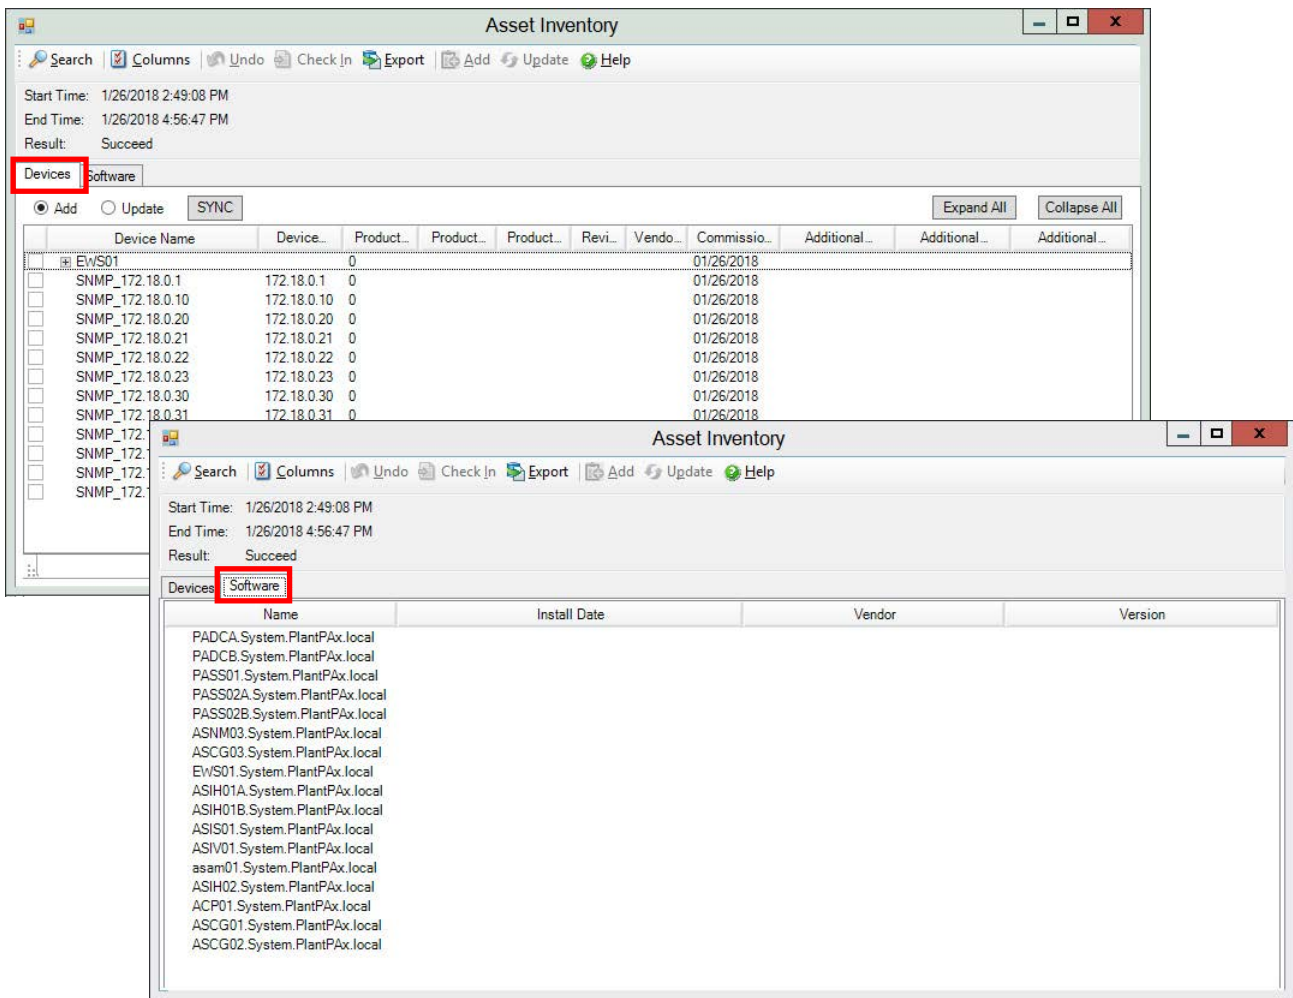 Asset Inventory
Search Columns Undo Check In Export Add Update Help
Start Time: 1/26/2018 2:49:08 PM
End Time: 1/26/2018 4:56:47 PM
Result: Succeed
Devices Software
Add Update SYNC Expand All Collapse All
Device Name Device... Product... Product... Product... Revi... Vendo... Commissio... Additional... Additional... Additional...
EWS01 0 01/26/2018
SNMP_172.18.0.1 172.18.0.1 0 01/26/2018
SNMP_172.18.0.10 172.18.0.10 0 01/26/2018
SNMP_172.18.0.20 172.18.0.20 0 01/26/2018
SNMP_172.18.0.21 172.18.0.21 0 01/26/2018
SNMP_172.18.0.22 172.18.0.22 0 01/26/2018
SNMP_172.18.0.23 172.18.0.23 0 01/26/2018
SNMP_172.18.0.30 172.18.0.30 0 01/26/2018
SNMP_172.18.0.31 172.18.0.31 0 01/26/2018
SNMP_172.
SNMP_172.
SNMP_172.
SNMP_172.
Asset Inventory
Search Columns Undo Check In Export Add Update Help
Start Time: 1/26/2018 2:49:08 PM
End Time: 1/26/2018 4:56:47 PM
Result: Succeed
Devices Software
Name Install Date Vendor Version
PADCA.System.PlantPAx.local
PADCB.System.PlantPAx.local
PASS01.System.PlantPAx.local
PASS02A.System.PlantPAx.local
PASS02B.System.PlantPAx.local
ASNM03.System.PlantPAx.local
ASCG03.System.PlantPAx.local
EWS01.System.PlantPAx.local
ASIH01A.System.PlantPAx.local
ASIH01B.System.PlantPAx.local
ASIS01.System.PlantPAx.local
ASIV01.System.PlantPAx.local
asam01.System.PlantPAx.local
ASIH02.System.PlantPAx.local
ACP01.System.PlantPAx.local
ASCG01.System.PlantPAx.local
ASCG02.System.PlantPAx.local